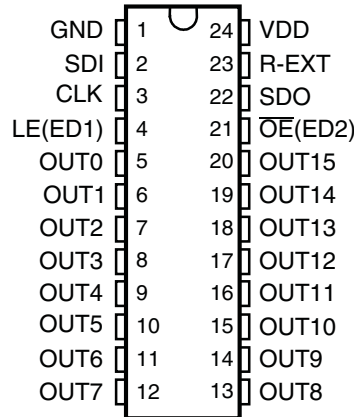 GND 1 24 VDD
SDI 2 23 R-EXT
CLK 3 22 SDO
LE(ED1) 4 21 O̅E̅(ED2)
OUT0 5 20 OUT15
OUT1 6 19 OUT14
OUT2 7 18 OUT13
OUT3 8 17 OUT12
OUT4 9 16 OUT11
OUT5 10 15 OUT10
OUT6 11 14 OUT9
OUT7 12 13 OUT8